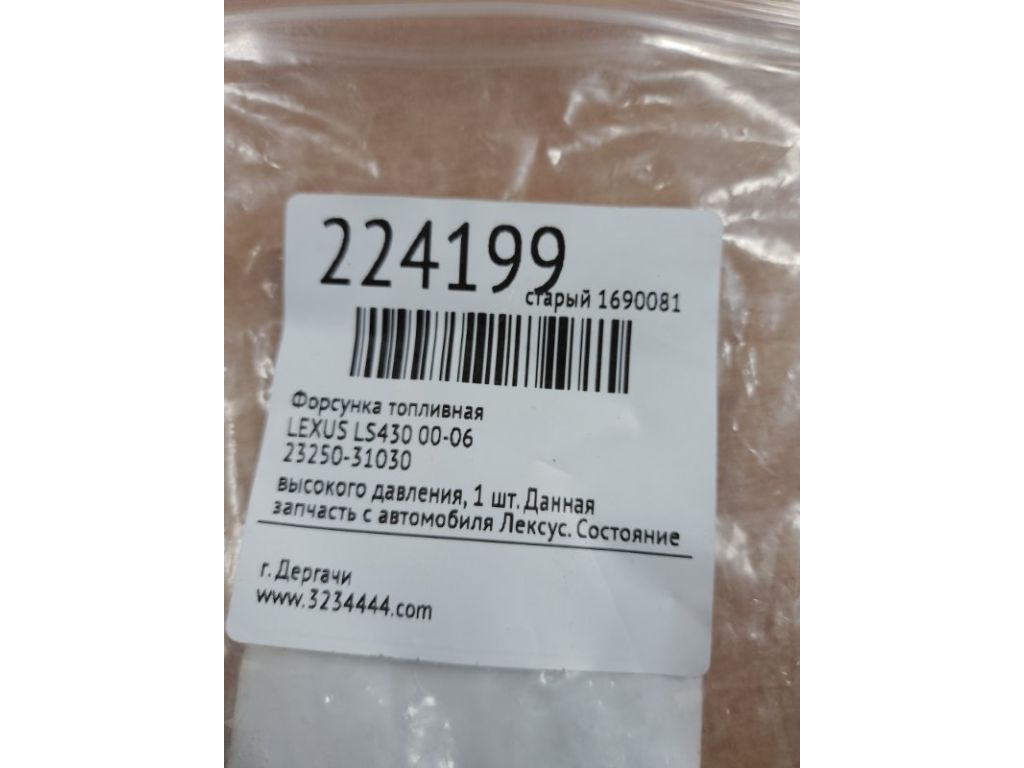 224199
старый 1690081
Форсунка топливная
LEXUS LS430 00-06
23250-31030
высокого давления, 1 шт. Данная
запчасть с автомобиля Лексус. Состояние
г. Дергачи
www.3234444.com